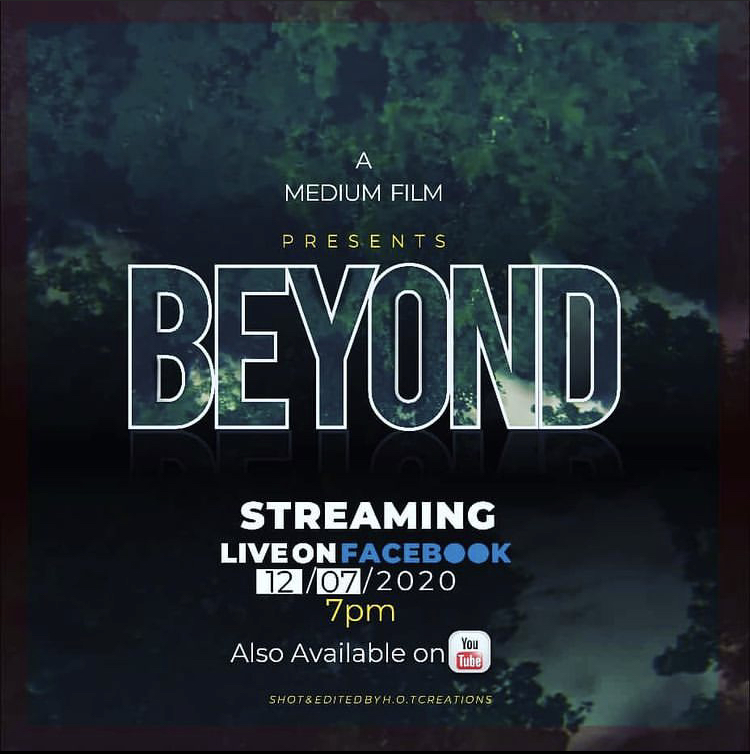 A
MEDIUM FILM
PRESENTS
BEYOND
STREAMING
LIVE ON FACEBOOK
12/07/2020
7pm
Also Available on You Tube
SHOT&EDITEDBYH.O.TCREATIONS